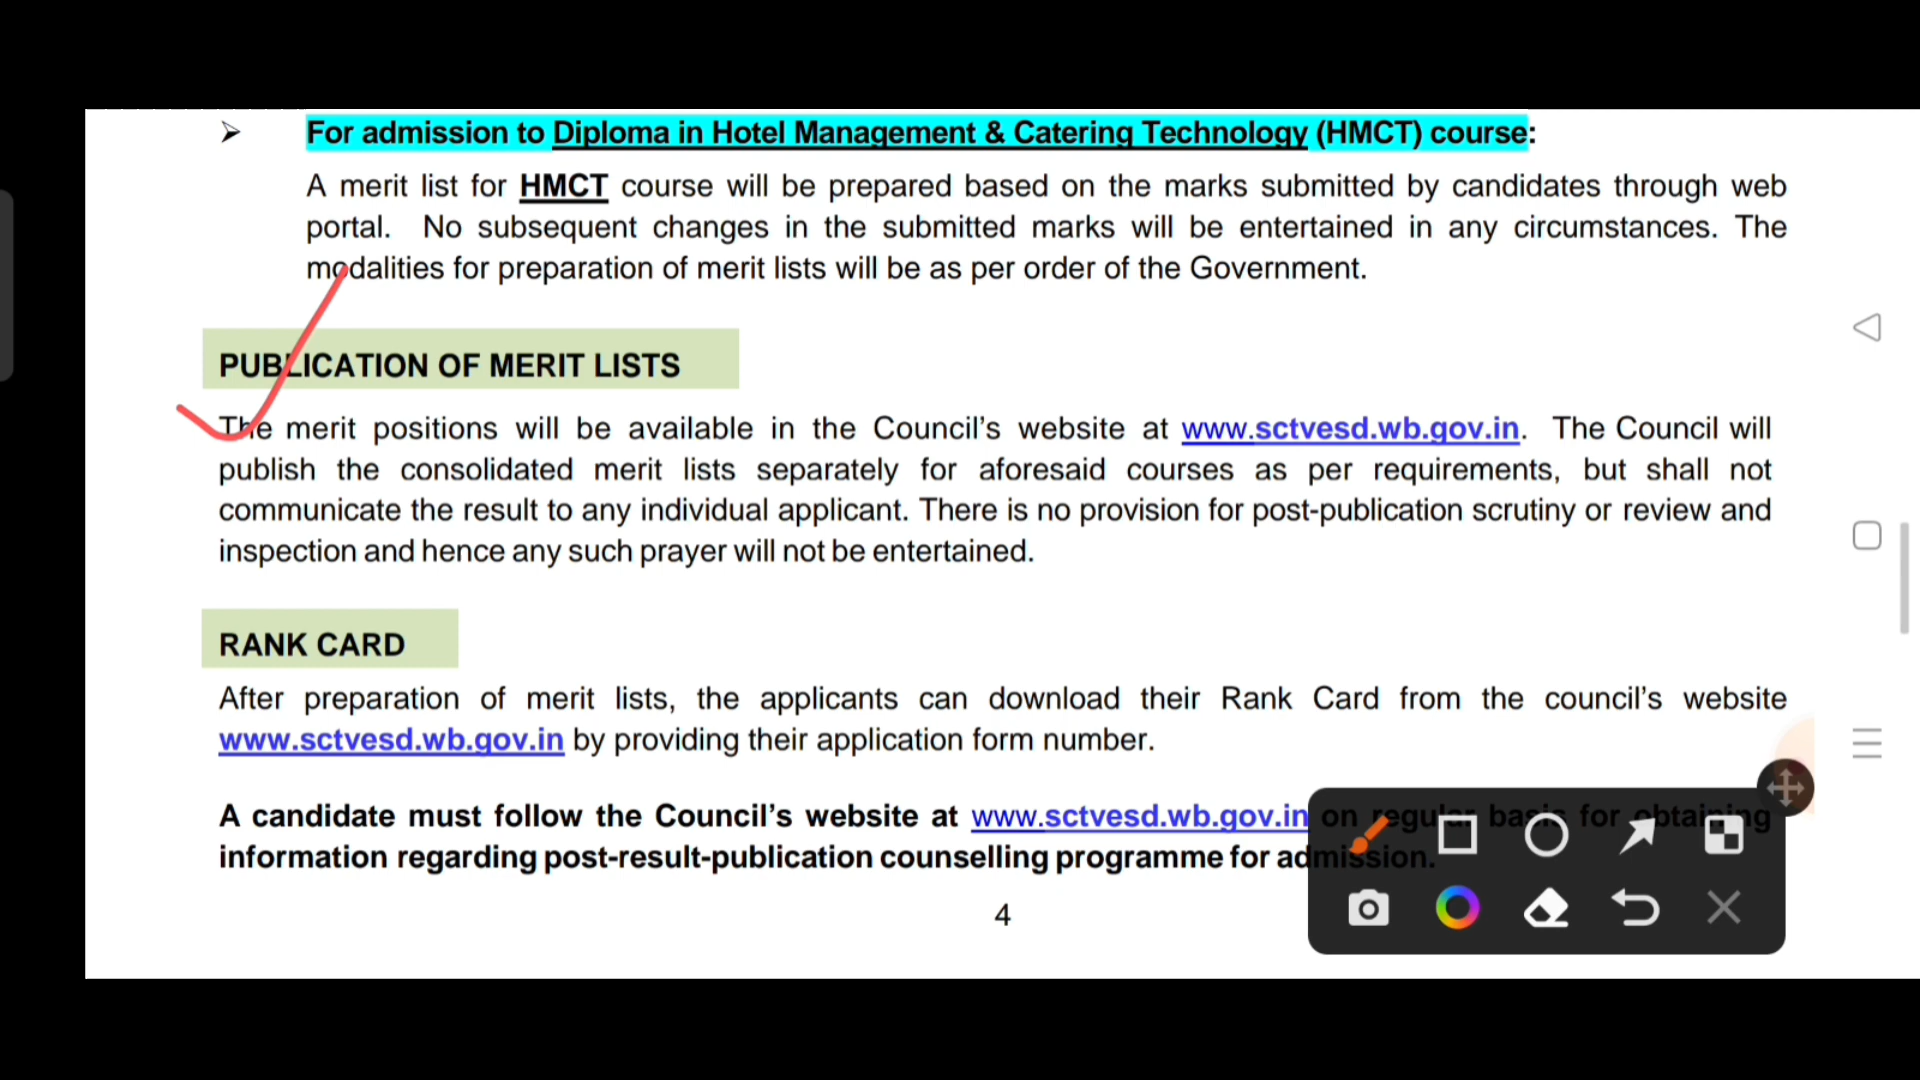 ➢ For admission to Diploma in Hotel Management & Catering Technology (HMCT) course:
A merit list for HMCT course will be prepared based on the marks submitted by candidates through web
portal. No subsequent changes in the submitted marks will be entertained in any circumstances. The
modalities for preparation of merit lists will be as per order of the Government.
PUBLICATION OF MERIT LISTS
The merit positions will be available in the Council's website at www.sctvesd.wb.gov.in. The Council will
publish the consolidated merit lists separately for aforesaid courses as per requirements, but shall not
communicate the result to any individual applicant. There is no provision for post-publication scrutiny or review and
inspection and hence any such prayer will not be entertained.
RANK CARD
After preparation of merit lists, the applicants can download their Rank Card from the council's website
www.sctvesd.wb.gov.in by providing their application form number.
A candidate must follow the Council's website at www.sctvesd.wb.gov.in on regular basis for obtaining
information regarding post-result-publication counselling programme for admission.
4